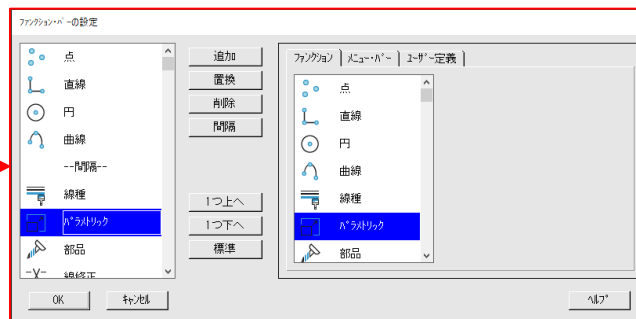 ファンクション・バーの設定
点
直線
円
曲線
--間隔--
線種
パラメトリック
部品
線修正
追加
置換
削除
間隔
1つ上へ
1つ下へ
標準
ファンクション
メニュー・バー
ユーザー定義
点
直線
円
曲線
線種
パラメトリック
部品
OK
キャンセル
ヘルプ